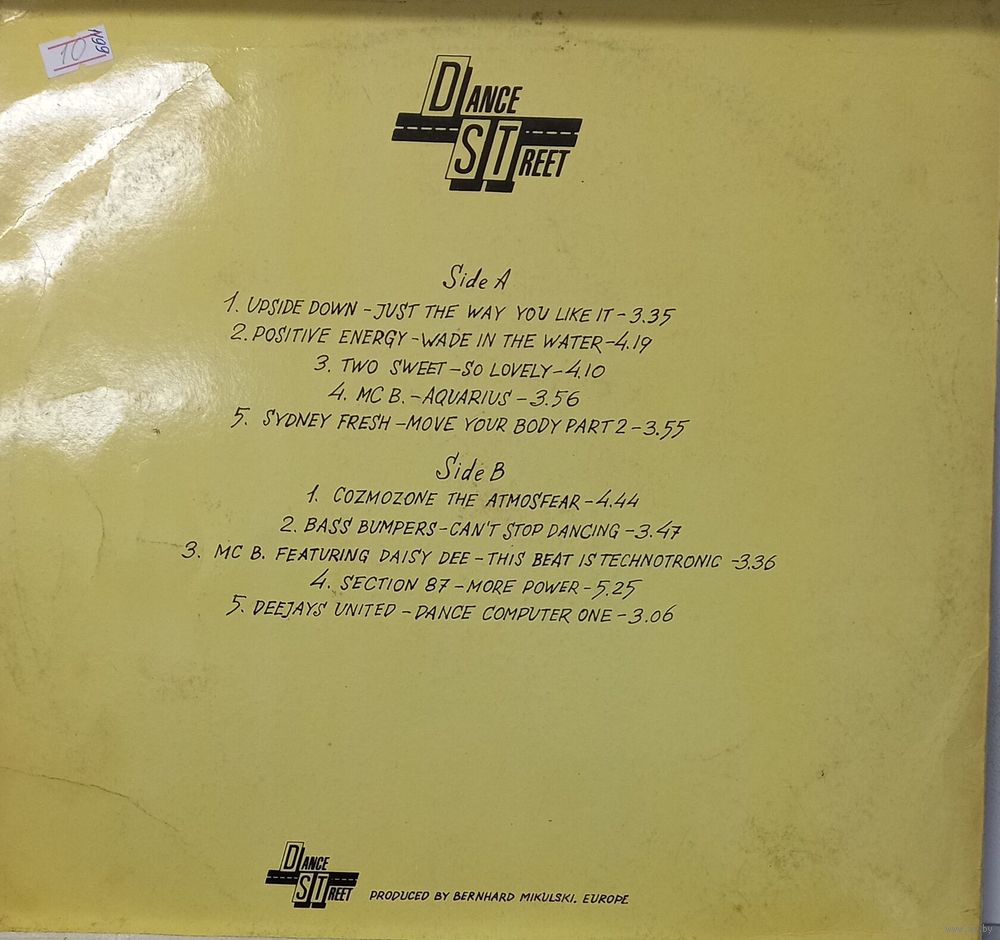 10
DANCE
STREET
Side A
1. UPSIDE DOWN - JUST THE WAY YOU LIKE IT - 3.35
2. POSITIVE ENERGY - WADE IN THE WATER - 4.19
3. TWO SWEET - SO LOVELY - 4.10
4. MC B. - AQUARIUS - 3.56
5. SYDNEY FRESH - MOVE YOUR BODY PART 2 - 3.55
Side B
1. COZMOZONE THE ATMOSFEAR - 4.44
2. BASS BUMPERS - CAN'T STOP DANCING - 3.47
3. MC B. FEATURING DAISY DEE - THIS BEAT IS TECHNOTRONIC - 3.36
4. SECTION 87 - MORE POWER - 5.25
5. DEEJAYS UNITED - DANCE COMPUTER ONE - 3.06
DANCE
STREET
PRODUCED BY BERNHARD MIKULSKI. EUROPE